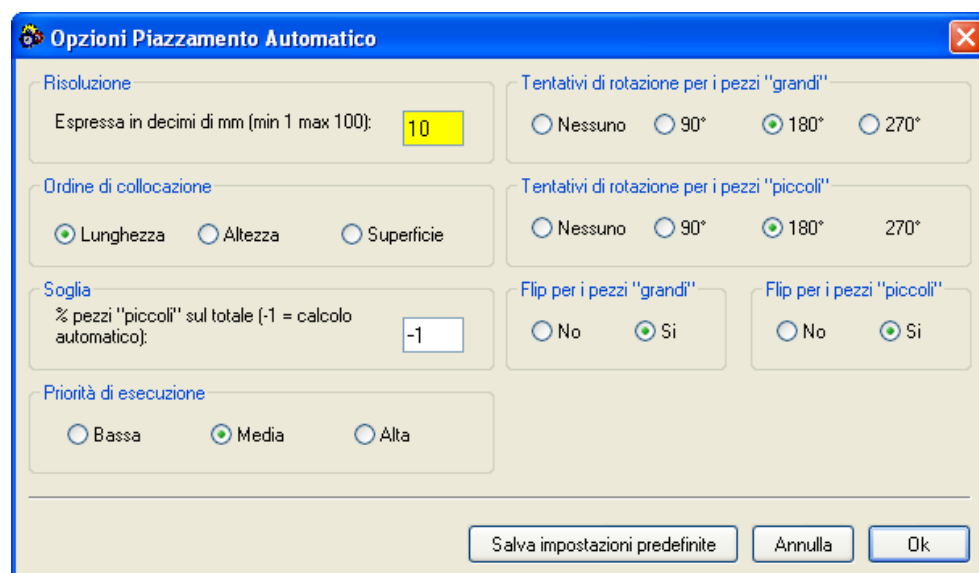 Opzioni Piazzamento Automatico
Risoluzione
Espressa in decimi di mm (min 1 max 100):
10
Tentativi di rotazione per i pezzi "grandi"
Nessuno 90° 180° 270°
Ordine di collocazione
Lunghezza Altezza Superficie
Tentativi di rotazione per i pezzi "piccoli"
Nessuno 90° 180° 270°
Soglia
% pezzi "piccoli" sul totale (-1 = calcolo
automatico):
-1
Flip per i pezzi "grandi"
No Si
Flip per i pezzi "piccoli"
No Si
Priorità di esecuzione
Bassa Media Alta
Salva impostazioni predefinite Annulla Ok